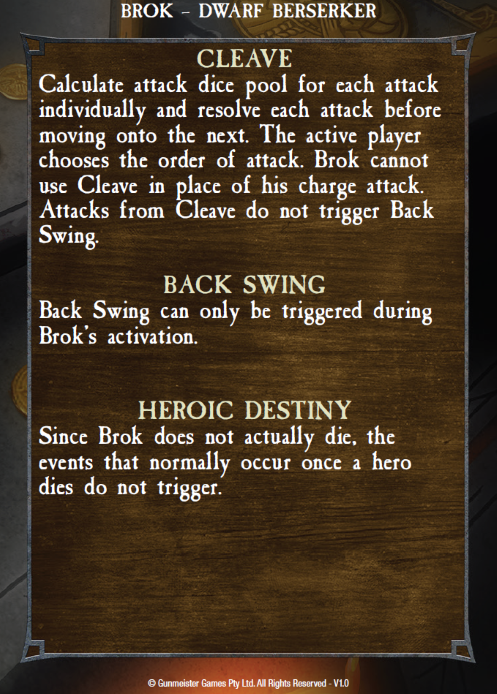 BROK – DWARF BERSERKER
CLEAVE
Calculate attack dice pool for each attack
individually and resolve each attack before
moving onto the next. The active player
chooses the order of attack. Brok cannot
use Cleave in place of his charge attack.
Attacks from Cleave do not trigger Back
Swing.
BACK SWING
Back Swing can only be triggered during
Brok's activation.
HEROIC DESTINY
Since Brok does not actually die, the
events that normally occur once a hero
dies do not trigger.
© Gunmeister Games Pty Ltd. All Rights Reserved - V1.0